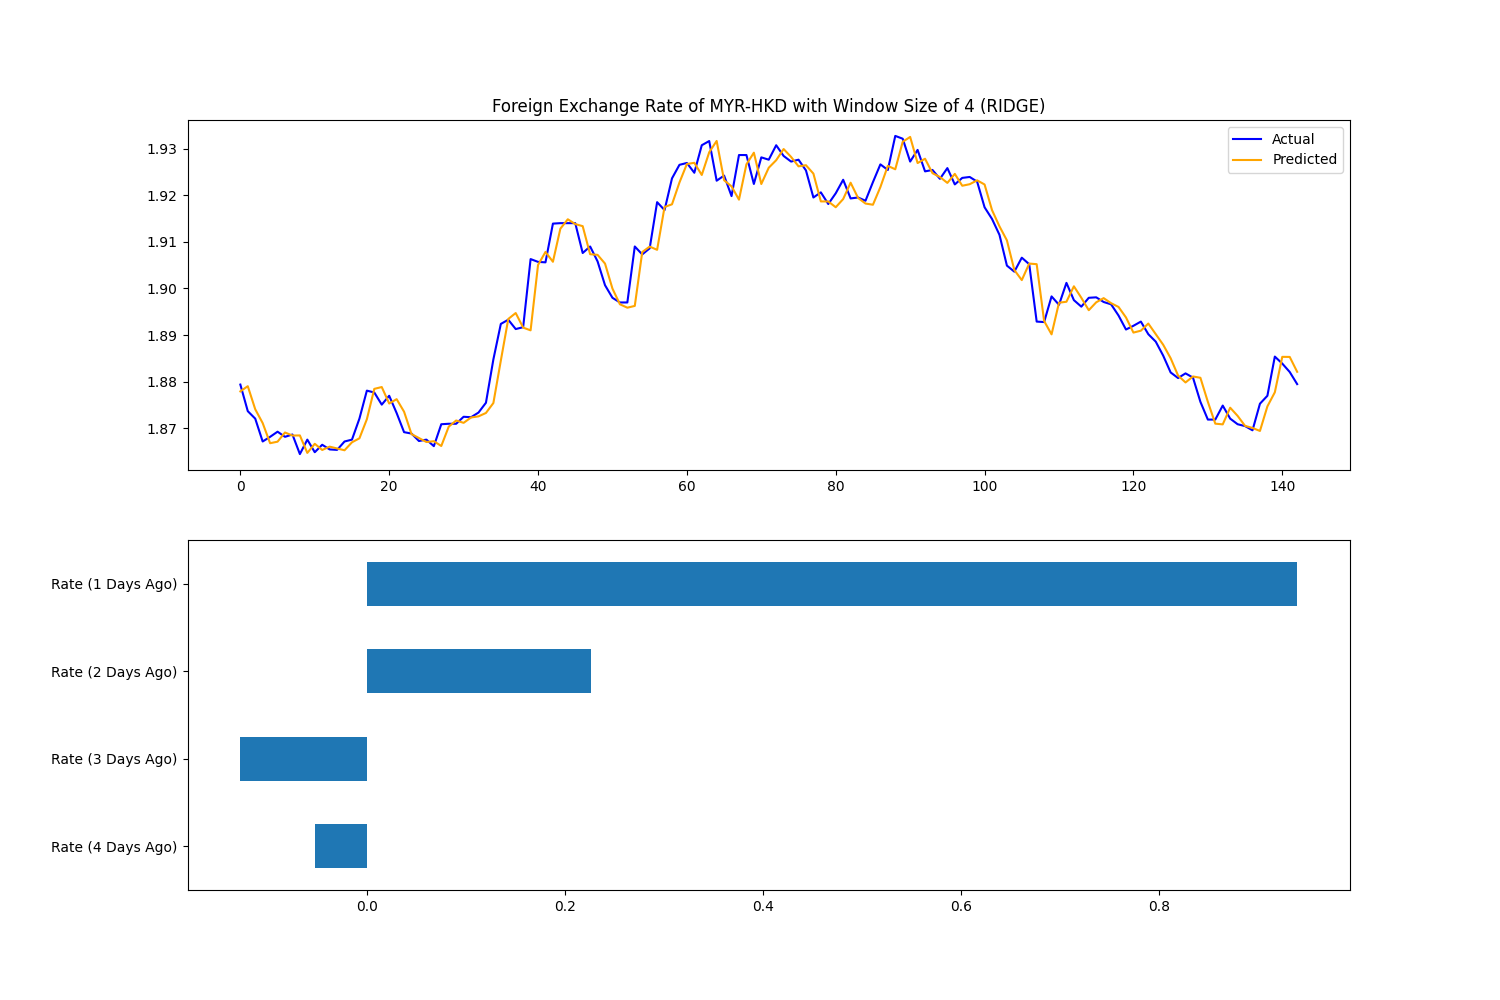 Foreign Exchange Rate of MYR-HKD with Window Size of 4 (RIDGE)
Actual
Predicted
1.93
1.92
1.91
1.90
1.89
1.88
1.87
0 20 40 60 80 100 120 140
Rate (1 Days Ago)
Rate (2 Days Ago)
Rate (3 Days Ago)
Rate (4 Days Ago)
0.0 0.2 0.4 0.6 0.8